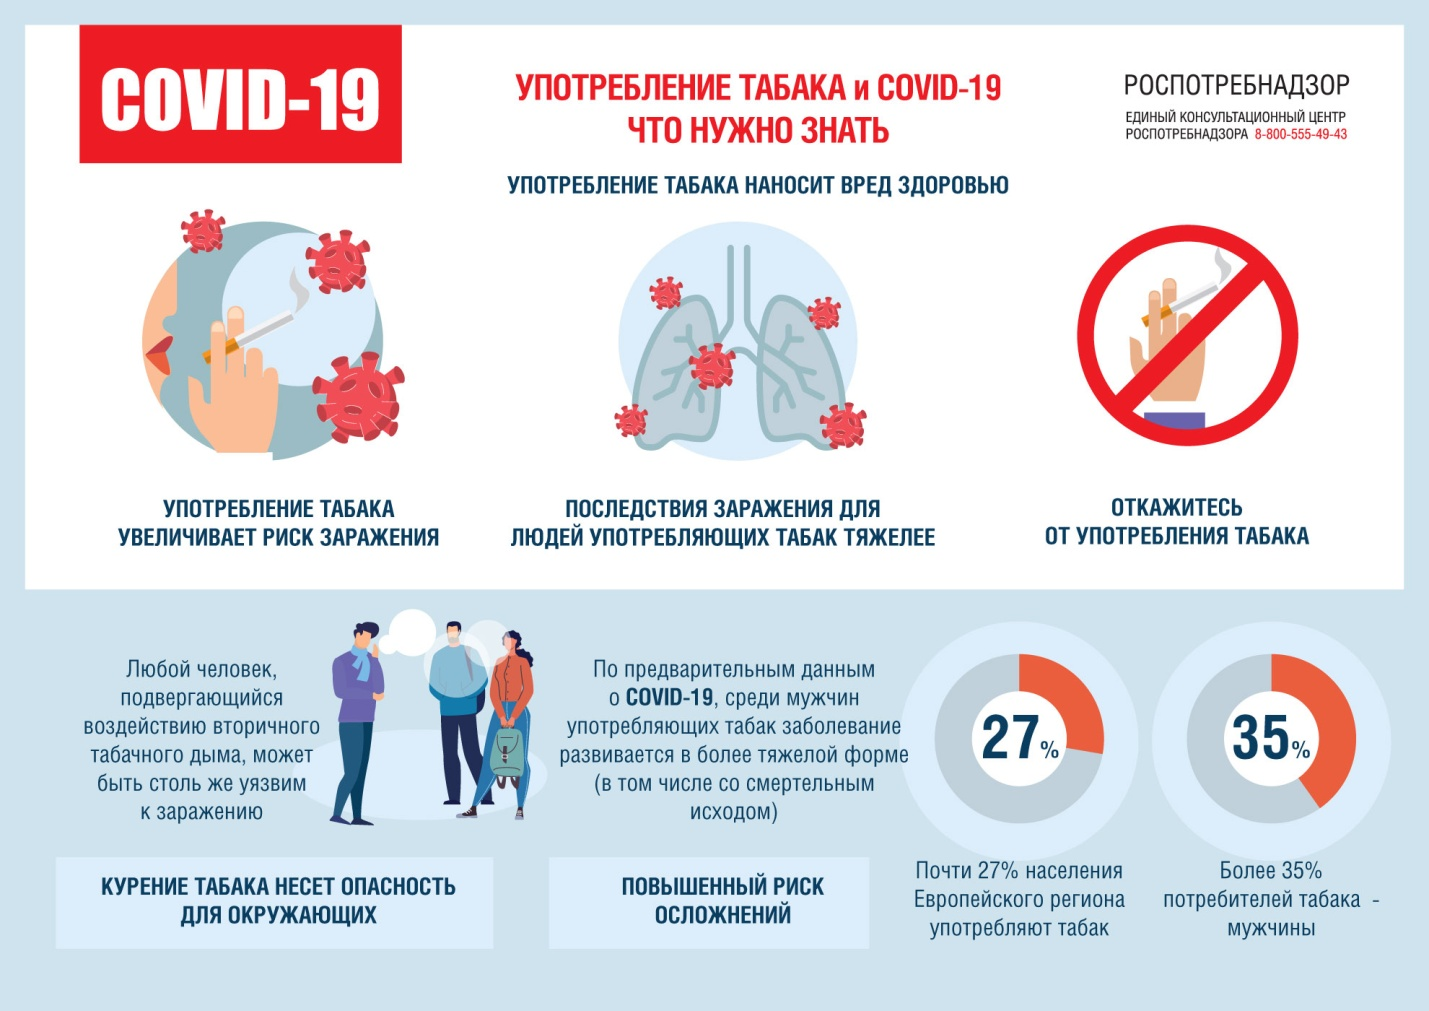 COVID-19
УПОТРЕБЛЕНИЕ ТАБАКА и COVID-19
ЧТО НУЖНО ЗНАТЬ
РОСПОТРЕБНАДЗОР
ЕДИНЫЙ КОНСУЛЬТАЦИОННЫЙ ЦЕНТР
РОСПОТРЕБНАДЗОРА 8-800-555-49-43
УПОТРЕБЛЕНИЕ ТАБАКА НАНОСИТ ВРЕД ЗДОРОВЬЮ
УПОТРЕБЛЕНИЕ ТАБАКА
УВЕЛИЧИВАЕТ РИСК ЗАРАЖЕНИЯ
ПОСЛЕДСТВИЯ ЗАРАЖЕНИЯ ДЛЯ
ЛЮДЕЙ УПОТРЕБЛЯЮЩИХ ТАБАК ТЯЖЕЛЕЕ
ОТКАЖИТЕСЬ
ОТ УПОТРЕБЛЕНИЯ ТАБАКА
Любой человек,
подвергающийся
воздействию вторичного
табачного дыма, может
быть столь же уязвим
к заражению
КУРЕНИЕ ТАБАКА НЕСЕТ ОПАСНОСТЬ
ДЛЯ ОКРУЖАЮЩИХ
По предварительным данным
о COVID-19, среди мужчин
употребляющих табак заболевание
развивается в более тяжелой форме
(в том числе со смертельным
исходом)
ПОВЫШЕННЫЙ РИСК
ОСЛОЖНЕНИЙ
27%
Почти 27% населения
Европейского региона
употребляют табак
35%
Более 35%
потребителей табака -
мужчины